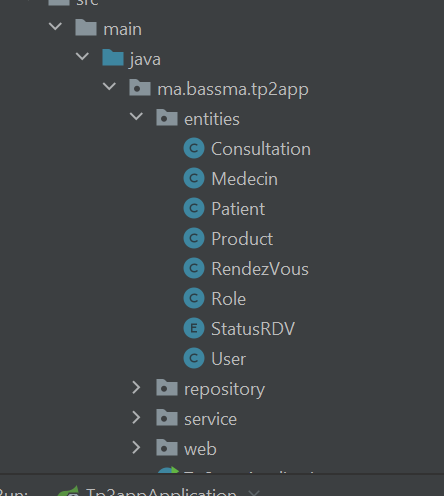 src
main
java
ma.bassma.tp2app
entities
C Consultation
C Medecin
C Patient
C Product
C RendezVous
C Role
E StatusRDV
C User
repository
service
web
Run: Tp2appApplication